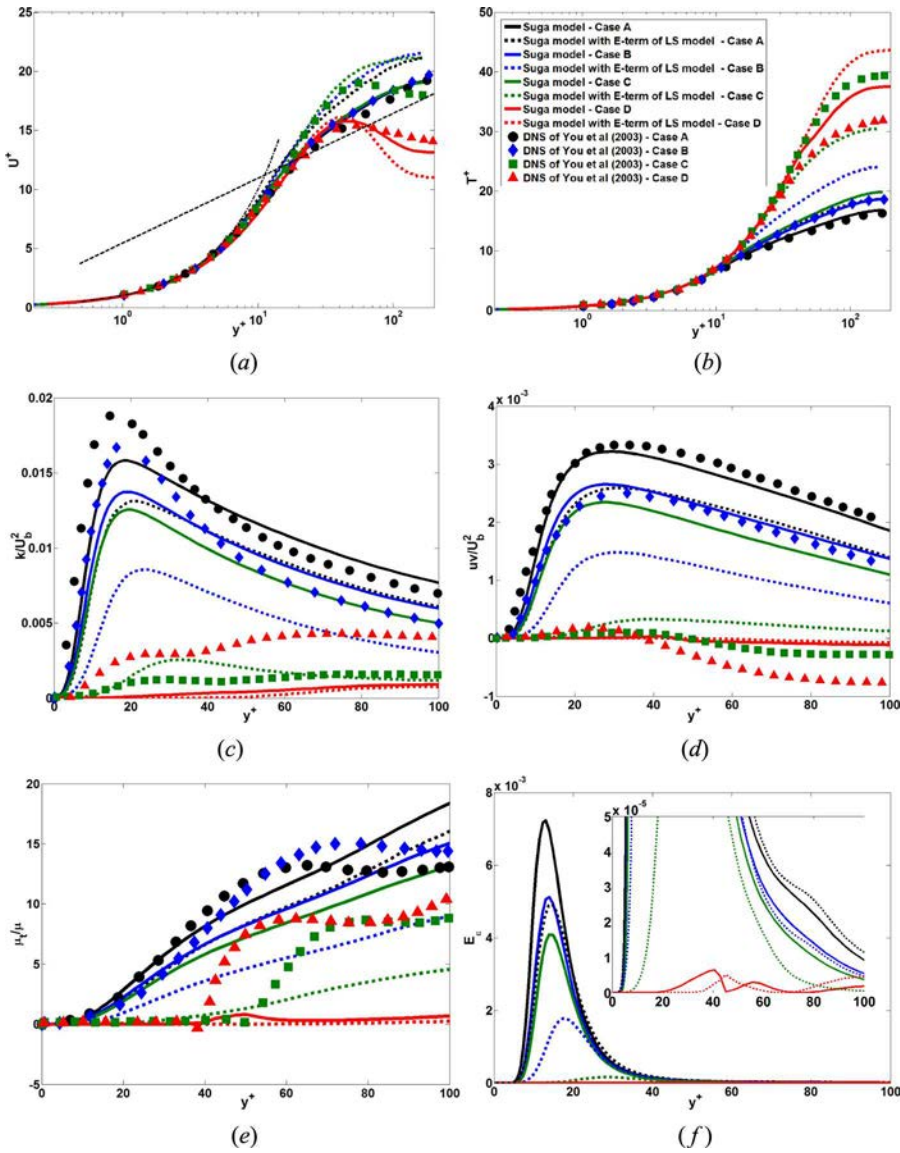 25
20
15
10
5
0
U⁺
10⁰
y⁺ 10¹
10²
(a)
50
40
30
20
10
0
T⁺
Suga model - Case A
Suga model with E-term of LS model - Case A
Suga model - Case B
Suga model with E-term of LS model - Case B
Suga model - Case C
Suga model with E-term of LS model - Case C
Suga model - Case D
Suga model with E-term of LS model - Case D
DNS of You et al (2003) - Case A
DNS of You et al (2003) - Case B
DNS of You et al (2003) - Case C
DNS of You et al (2003) - Case D
10⁰
y⁺ 10¹
10²
(b)
0.02
0.015
0.01
0.005
0
k/U_b²
0 20 40 60 80 100
y⁺
(c)
x 10⁻³
4
3
2
1
0
-1
uv/U_b²
0 20 40 60 80 100
y⁺
(d)
20
15
10
5
0
-5
μₜ/μ
0 20 40 60 80 100
y⁺
(e)
x 10⁻³
8
6
4
2
0
E_ε
x 10⁻⁵
5
4
3
2
1
0
0 20 40 60 80 100
0 20 40 60 80 100
y⁺
(f)